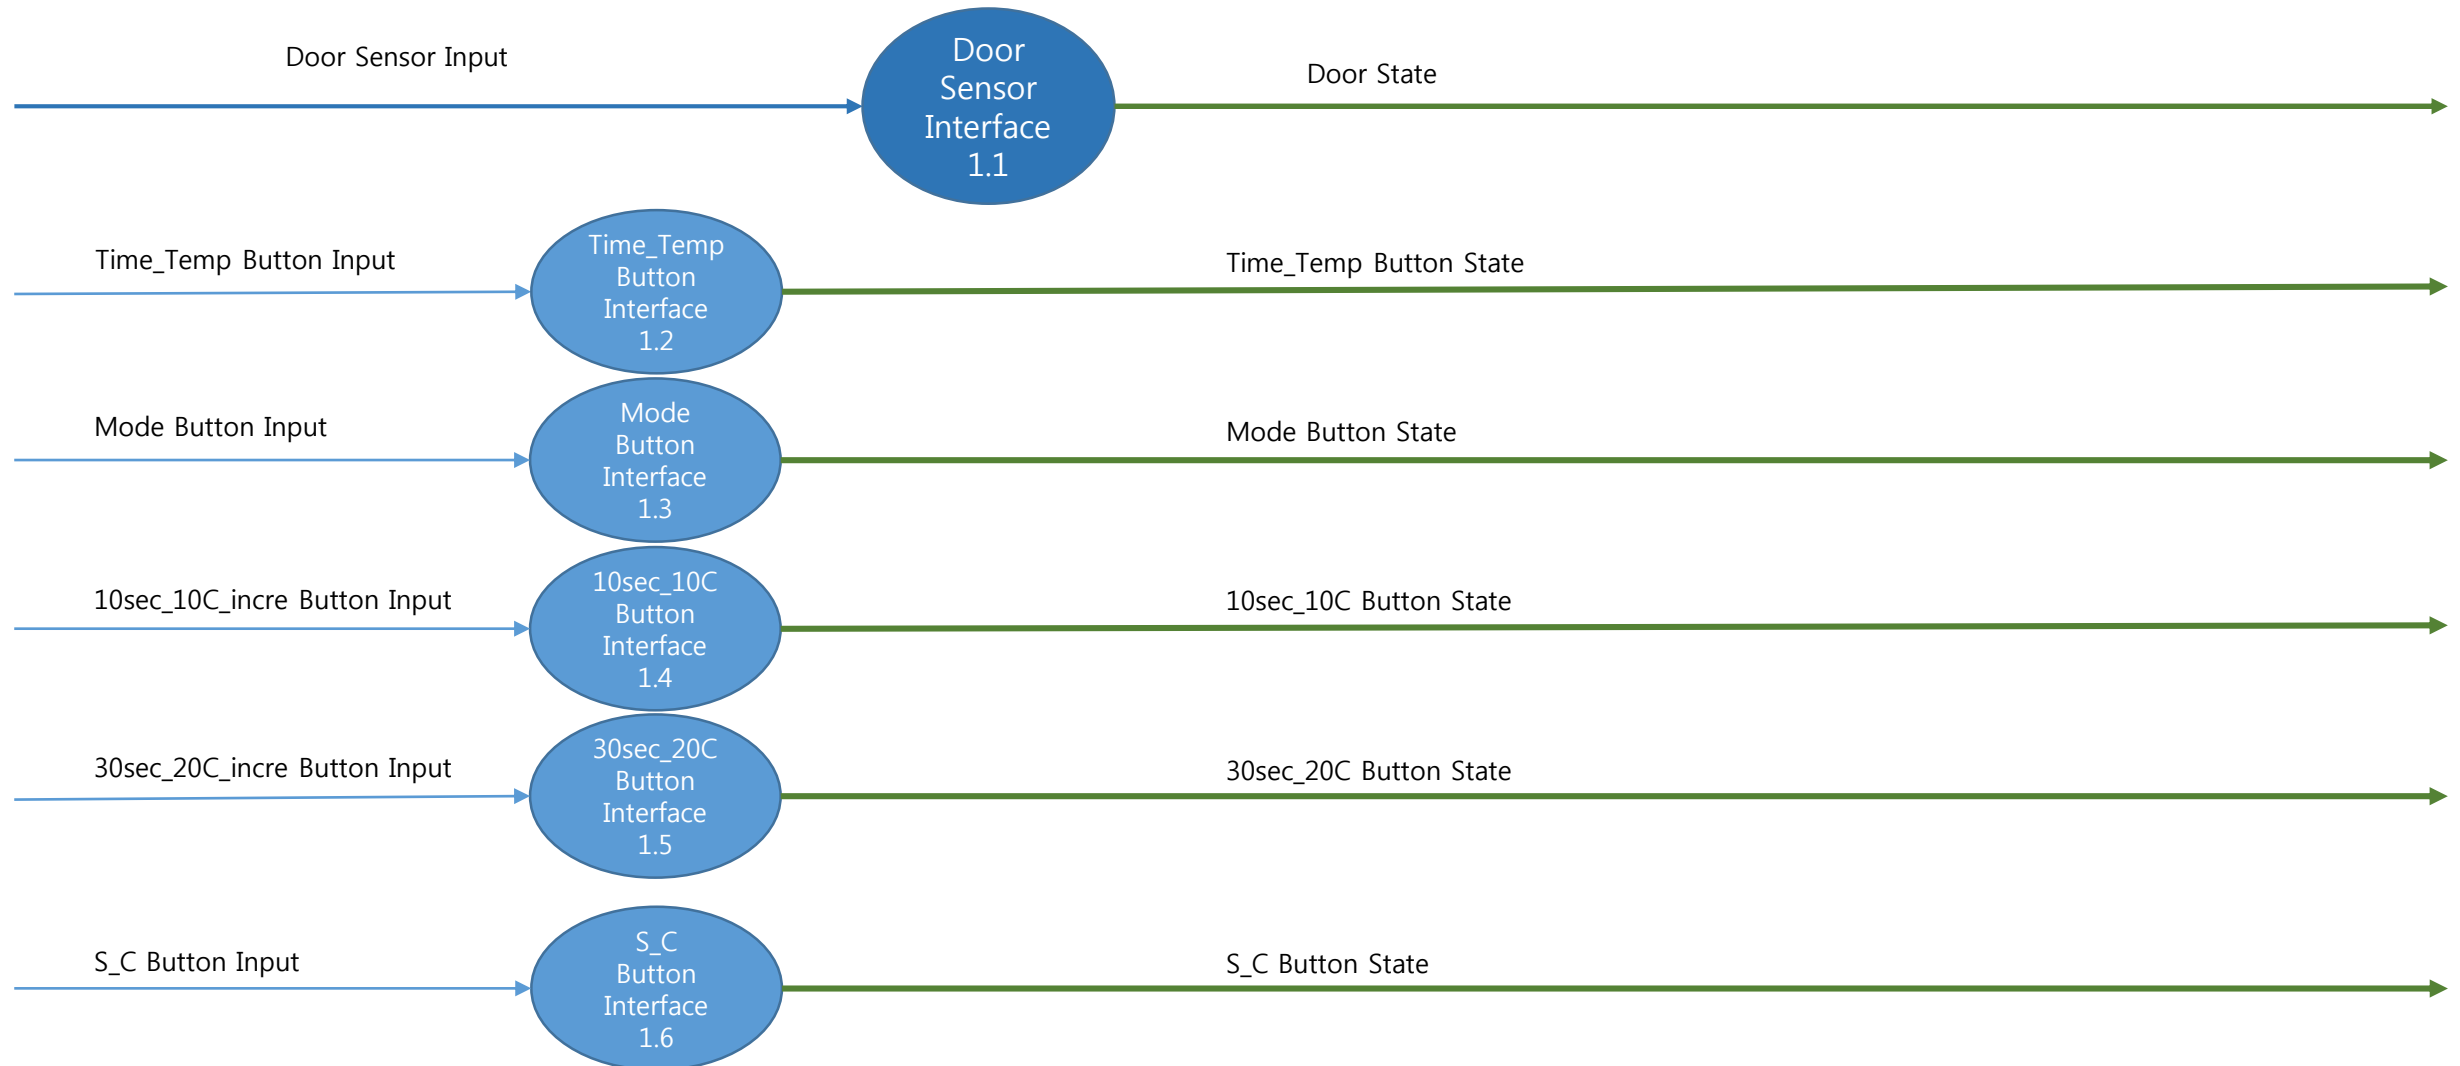 Door Sensor Input
Door
Sensor
Interface
1.1
Door State
Time_Temp Button Input
Time_Temp
Button
Interface
1.2
Time_Temp Button State
Mode Button Input
Mode
Button
Interface
1.3
Mode Button State
10sec_10C_incre Button Input
10sec_10C
Button
Interface
1.4
10sec_10C Button State
30sec_20C_incre Button Input
30sec_20C
Button
Interface
1.5
30sec_20C Button State
S_C Button Input
S_C
Button
Interface
1.6
S_C Button State